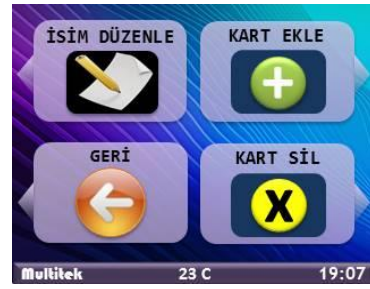 İSİM DÜZENLE
KART EKLE
GERİ
KART SİL
X
Multitek 23 C 19:07